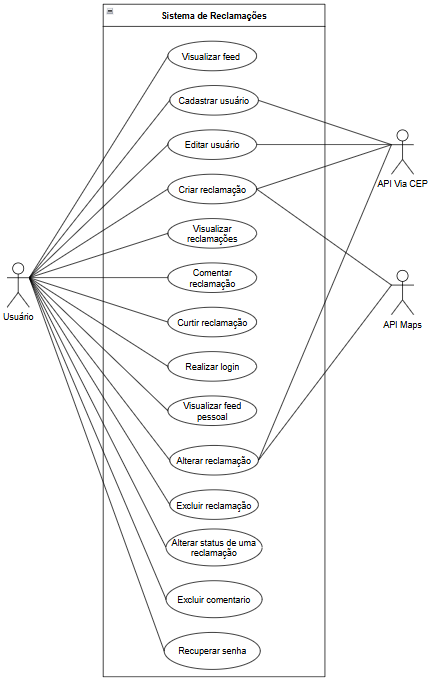 Sistema de Reclamações
Visualizar feed
Cadastrar usuário
Editar usuário
API Via CEP
Criar reclamação
Visualizar
reclamações
Comentar
reclamação
Usuário
Curtir reclamação
API Maps
Realizar login
Visualizar feed
pessoal
Alterar reclamação
Excluir reclamação
Alterar status de uma
reclamação
Excluir comentario
Recuperar senha